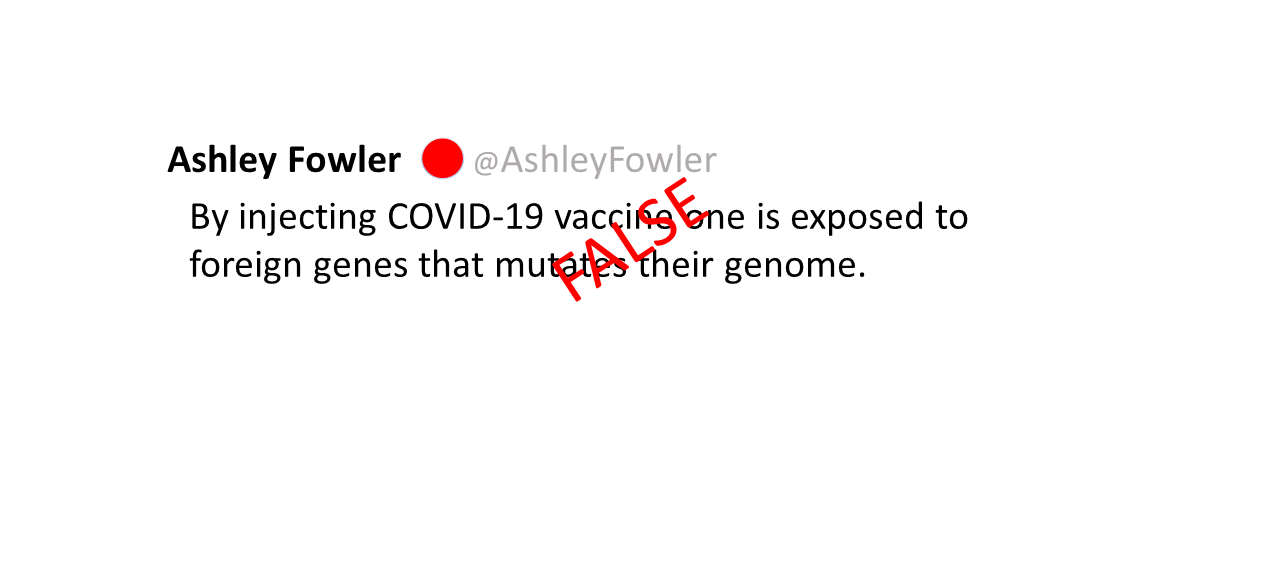 Ashley Fowler @AshleyFowler
By injecting COVID-19 vaccine one is exposed to
foreign genes that mutates their genome.
FALSE